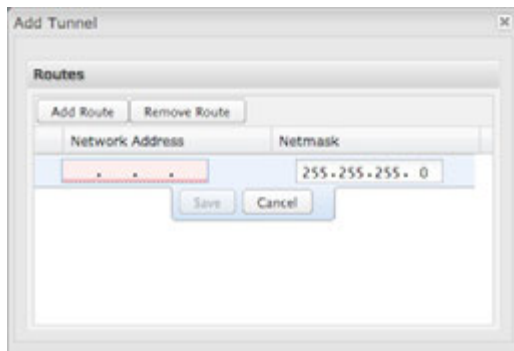 Add Tunnel
Routes
Add Route Remove Route
Network Address Netmask
. . . 255.255.255. 0
Save Cancel